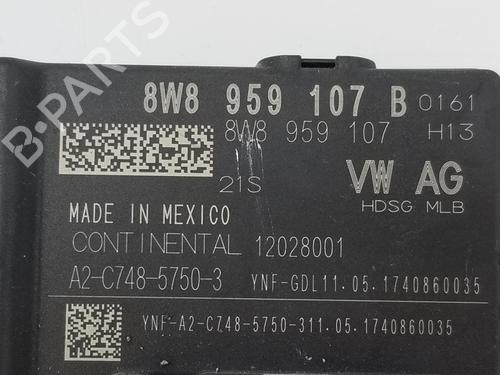 B-PARTS
8W8 959 107 B 0161
8W8 959 107 H13
21S VW AG
HDSG MLB
MADE IN MEXICO
CONTINENTAL 12028001
A2-C748-5750-3 YNF-GDL11.05.1740860035
YNF-A2-C748-5750-311.05.1740860035